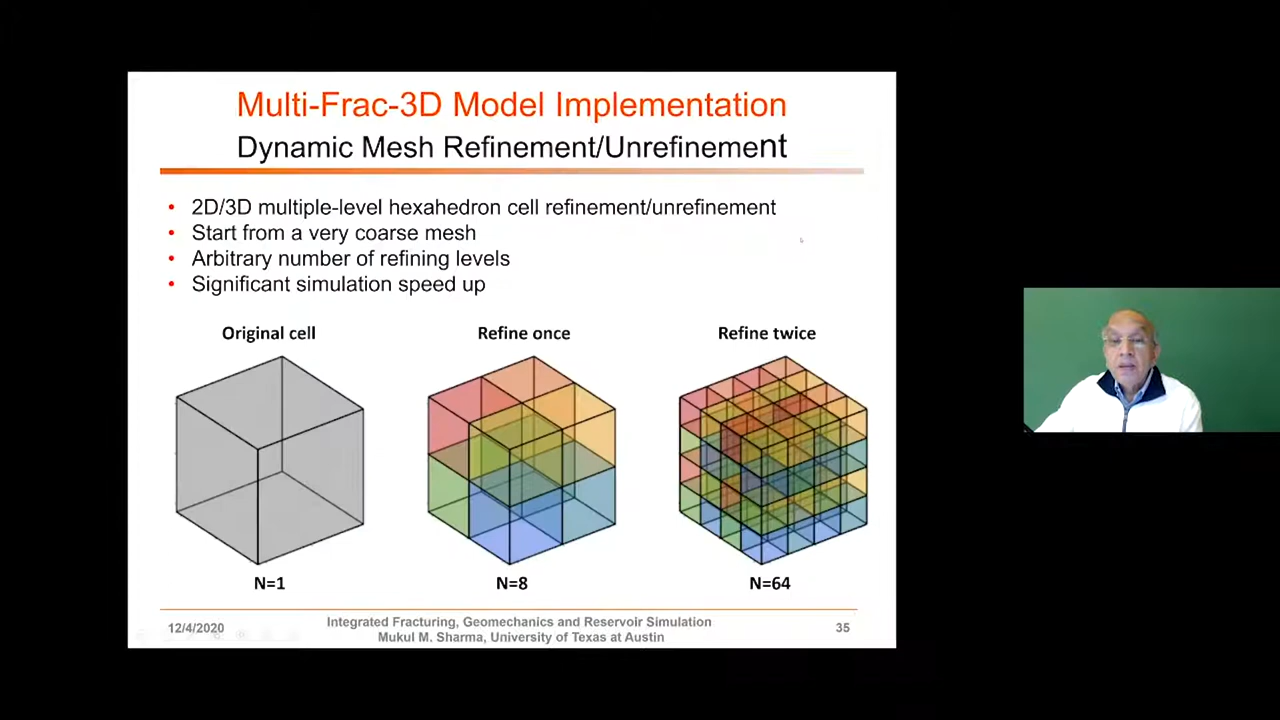 Multi-Frac-3D Model Implementation
Dynamic Mesh Refinement/Unrefinement
• 2D/3D multiple-level hexahedron cell refinement/unrefinement
• Start from a very coarse mesh
• Arbitrary number of refining levels
• Significant simulation speed up
Original cell
Refine once
Refine twice
N=1
N=8
N=64
12/4/2020
Integrated Fracturing, Geomechanics and Reservoir Simulation
Mukul M. Sharma, University of Texas at Austin
35